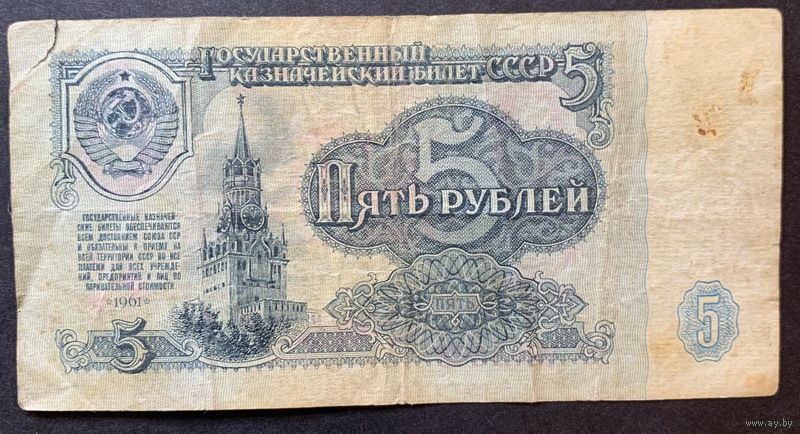 Государственный
казначейский билет СССР
5
5
Пять рублей
ГОСУДАРСТВЕННЫЕ КАЗНАЧЕЙ-
СКИЕ БИЛЕТЫ ОБЕСПЕЧИВАЮТСЯ
ВСЕМ ДОСТОЯНИЕМ СОЮЗА ССР
И ОБЯЗАТЕЛЬНЫ К ПРИЕМУ НА
ВСЕЙ ТЕРРИТОРИИ СССР ВО ВСЕ
ПЛАТЕЖИ ДЛЯ ВСЕХ УЧРЕЖДЕ-
НИЙ, ПРЕДПРИЯТИЙ И ЛИЦ ПО
НАРИЦАТЕЛЬНОЙ СТОИМОСТИ
*1961*
ПЯТЬ
5
5
www.ay.by